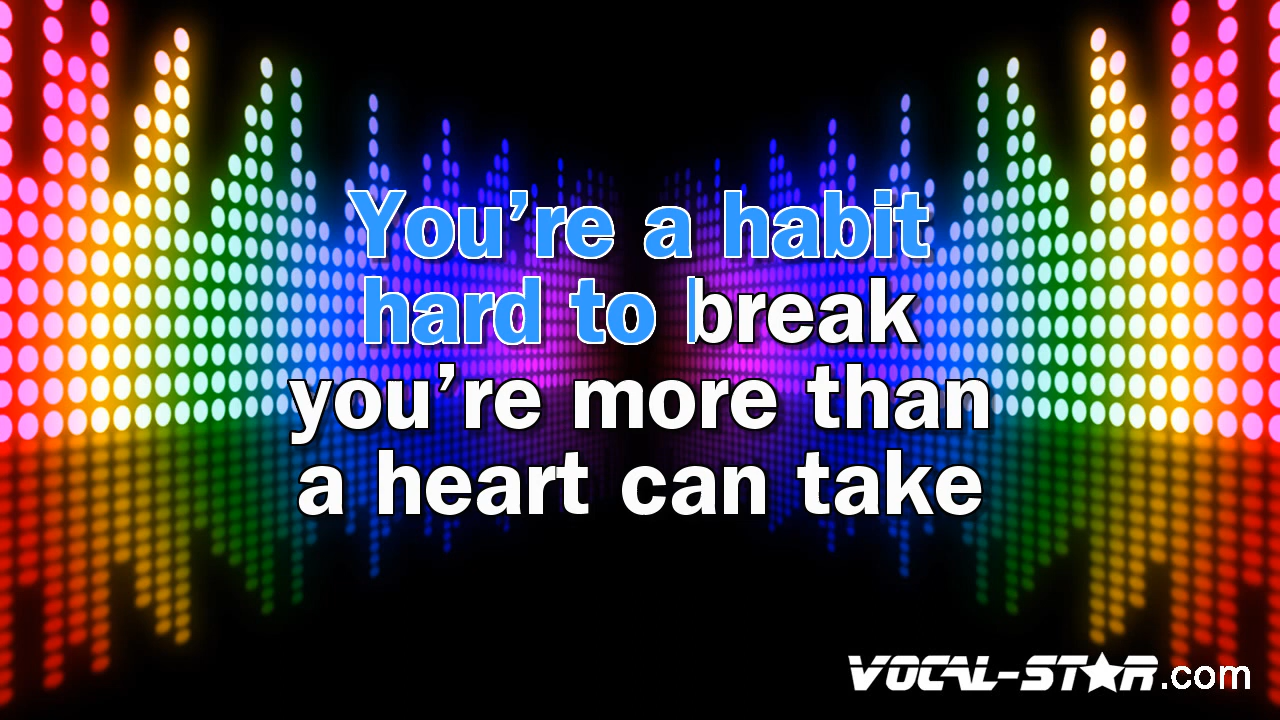 You’re a habit
hard to break
you’re more than
a heart can take
VOCAL-STAR.com